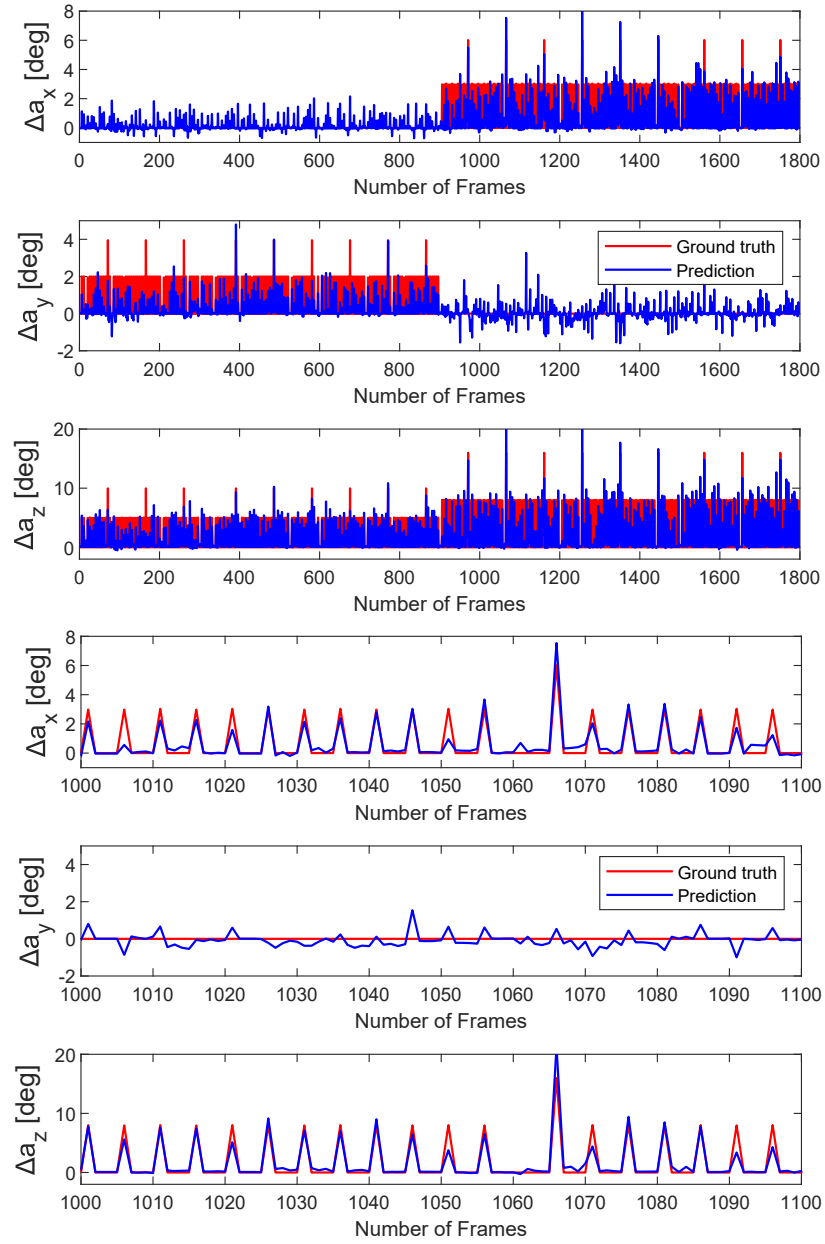 8
6
4
2
0
Δa_x [deg]
0 200 400 600 800 1000 1200 1400 1600 1800
Number of Frames
4
2
0
-2
Δa_y [deg]
Ground truth
Prediction
0 200 400 600 800 1000 1200 1400 1600 1800
Number of Frames
20
10
0
Δa_z [deg]
0 200 400 600 800 1000 1200 1400 1600 1800
Number of Frames
8
6
4
2
0
Δa_x [deg]
1000 1010 1020 1030 1040 1050 1060 1070 1080 1090 1100
Number of Frames
4
2
0
-2
Δa_y [deg]
Ground truth
Prediction
1000 1010 1020 1030 1040 1050 1060 1070 1080 1090 1100
Number of Frames
20
10
0
Δa_z [deg]
1000 1010 1020 1030 1040 1050 1060 1070 1080 1090 1100
Number of Frames